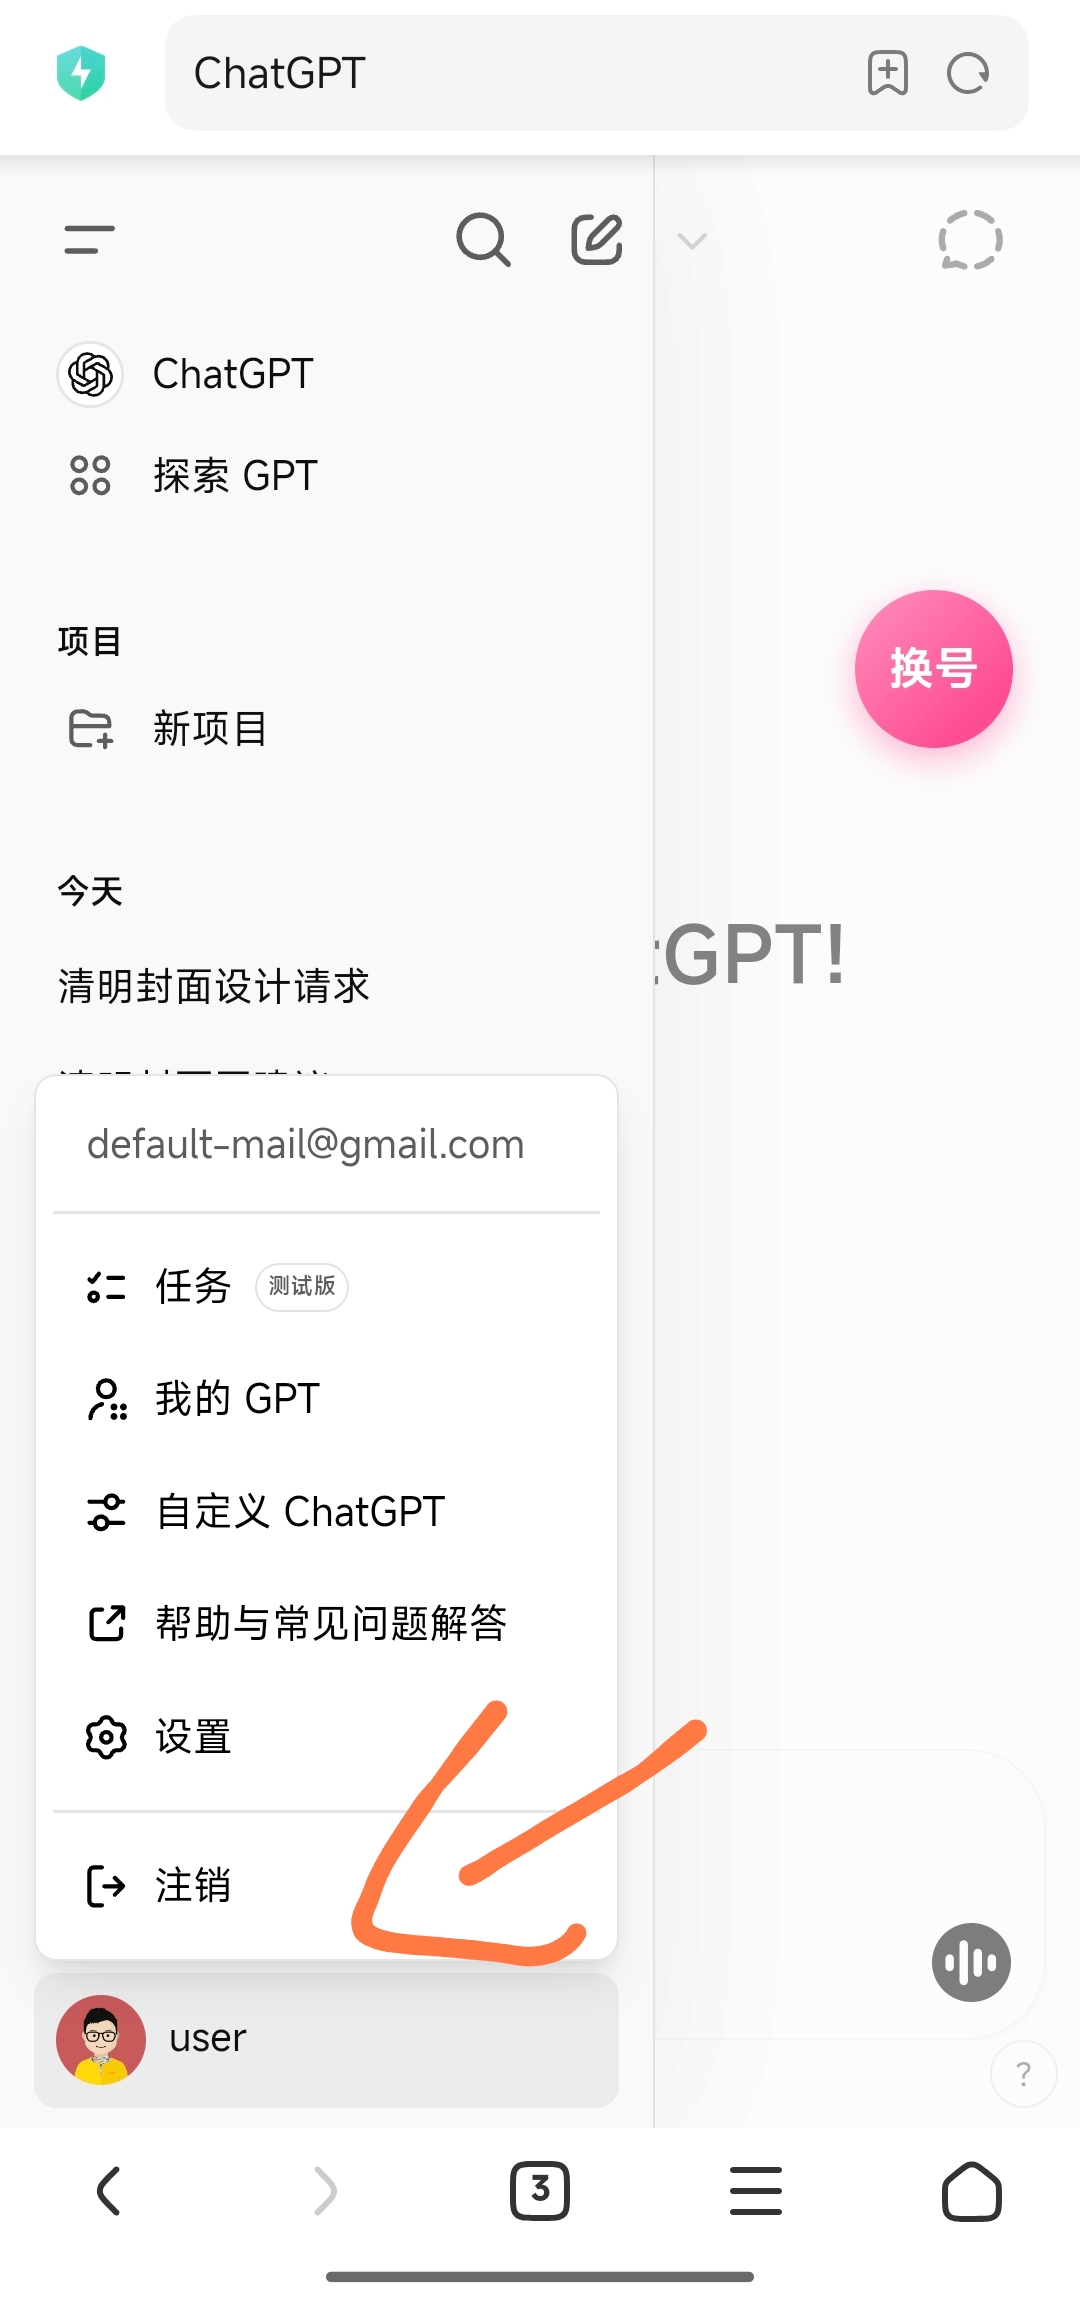 ChatGPT
ChatGPT
探索 GPT
项目
新项目
换号
今天
tGPT!
清明封面设计请求
default-mail@gmail.com
任务 测试版
我的 GPT
自定义 ChatGPT
帮助与常见问题解答
设置
注销
user
?
3